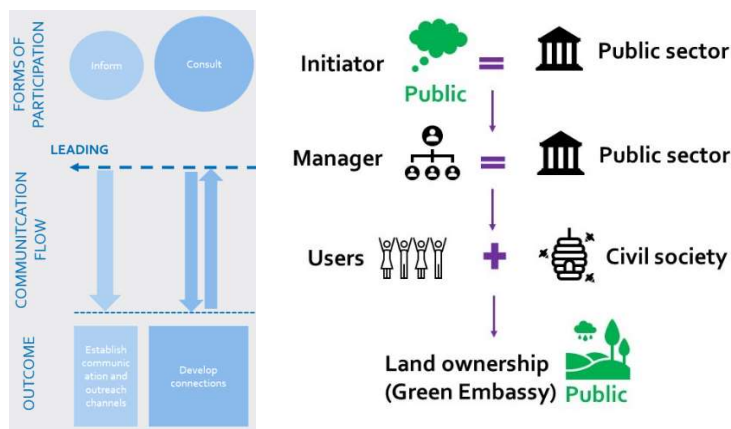 FORMS OF
PARTICIPATION
Inform
Consult
LEADING
COMMUNITCATION
FLOW
OUTCOME
Establish
communic
ation and
outreach
channels
Develop
connections
Initiator
Public
=
Public sector
Manager
=
Public sector
Users
+
Civil society
Land ownership
(Green Embassy)
Public